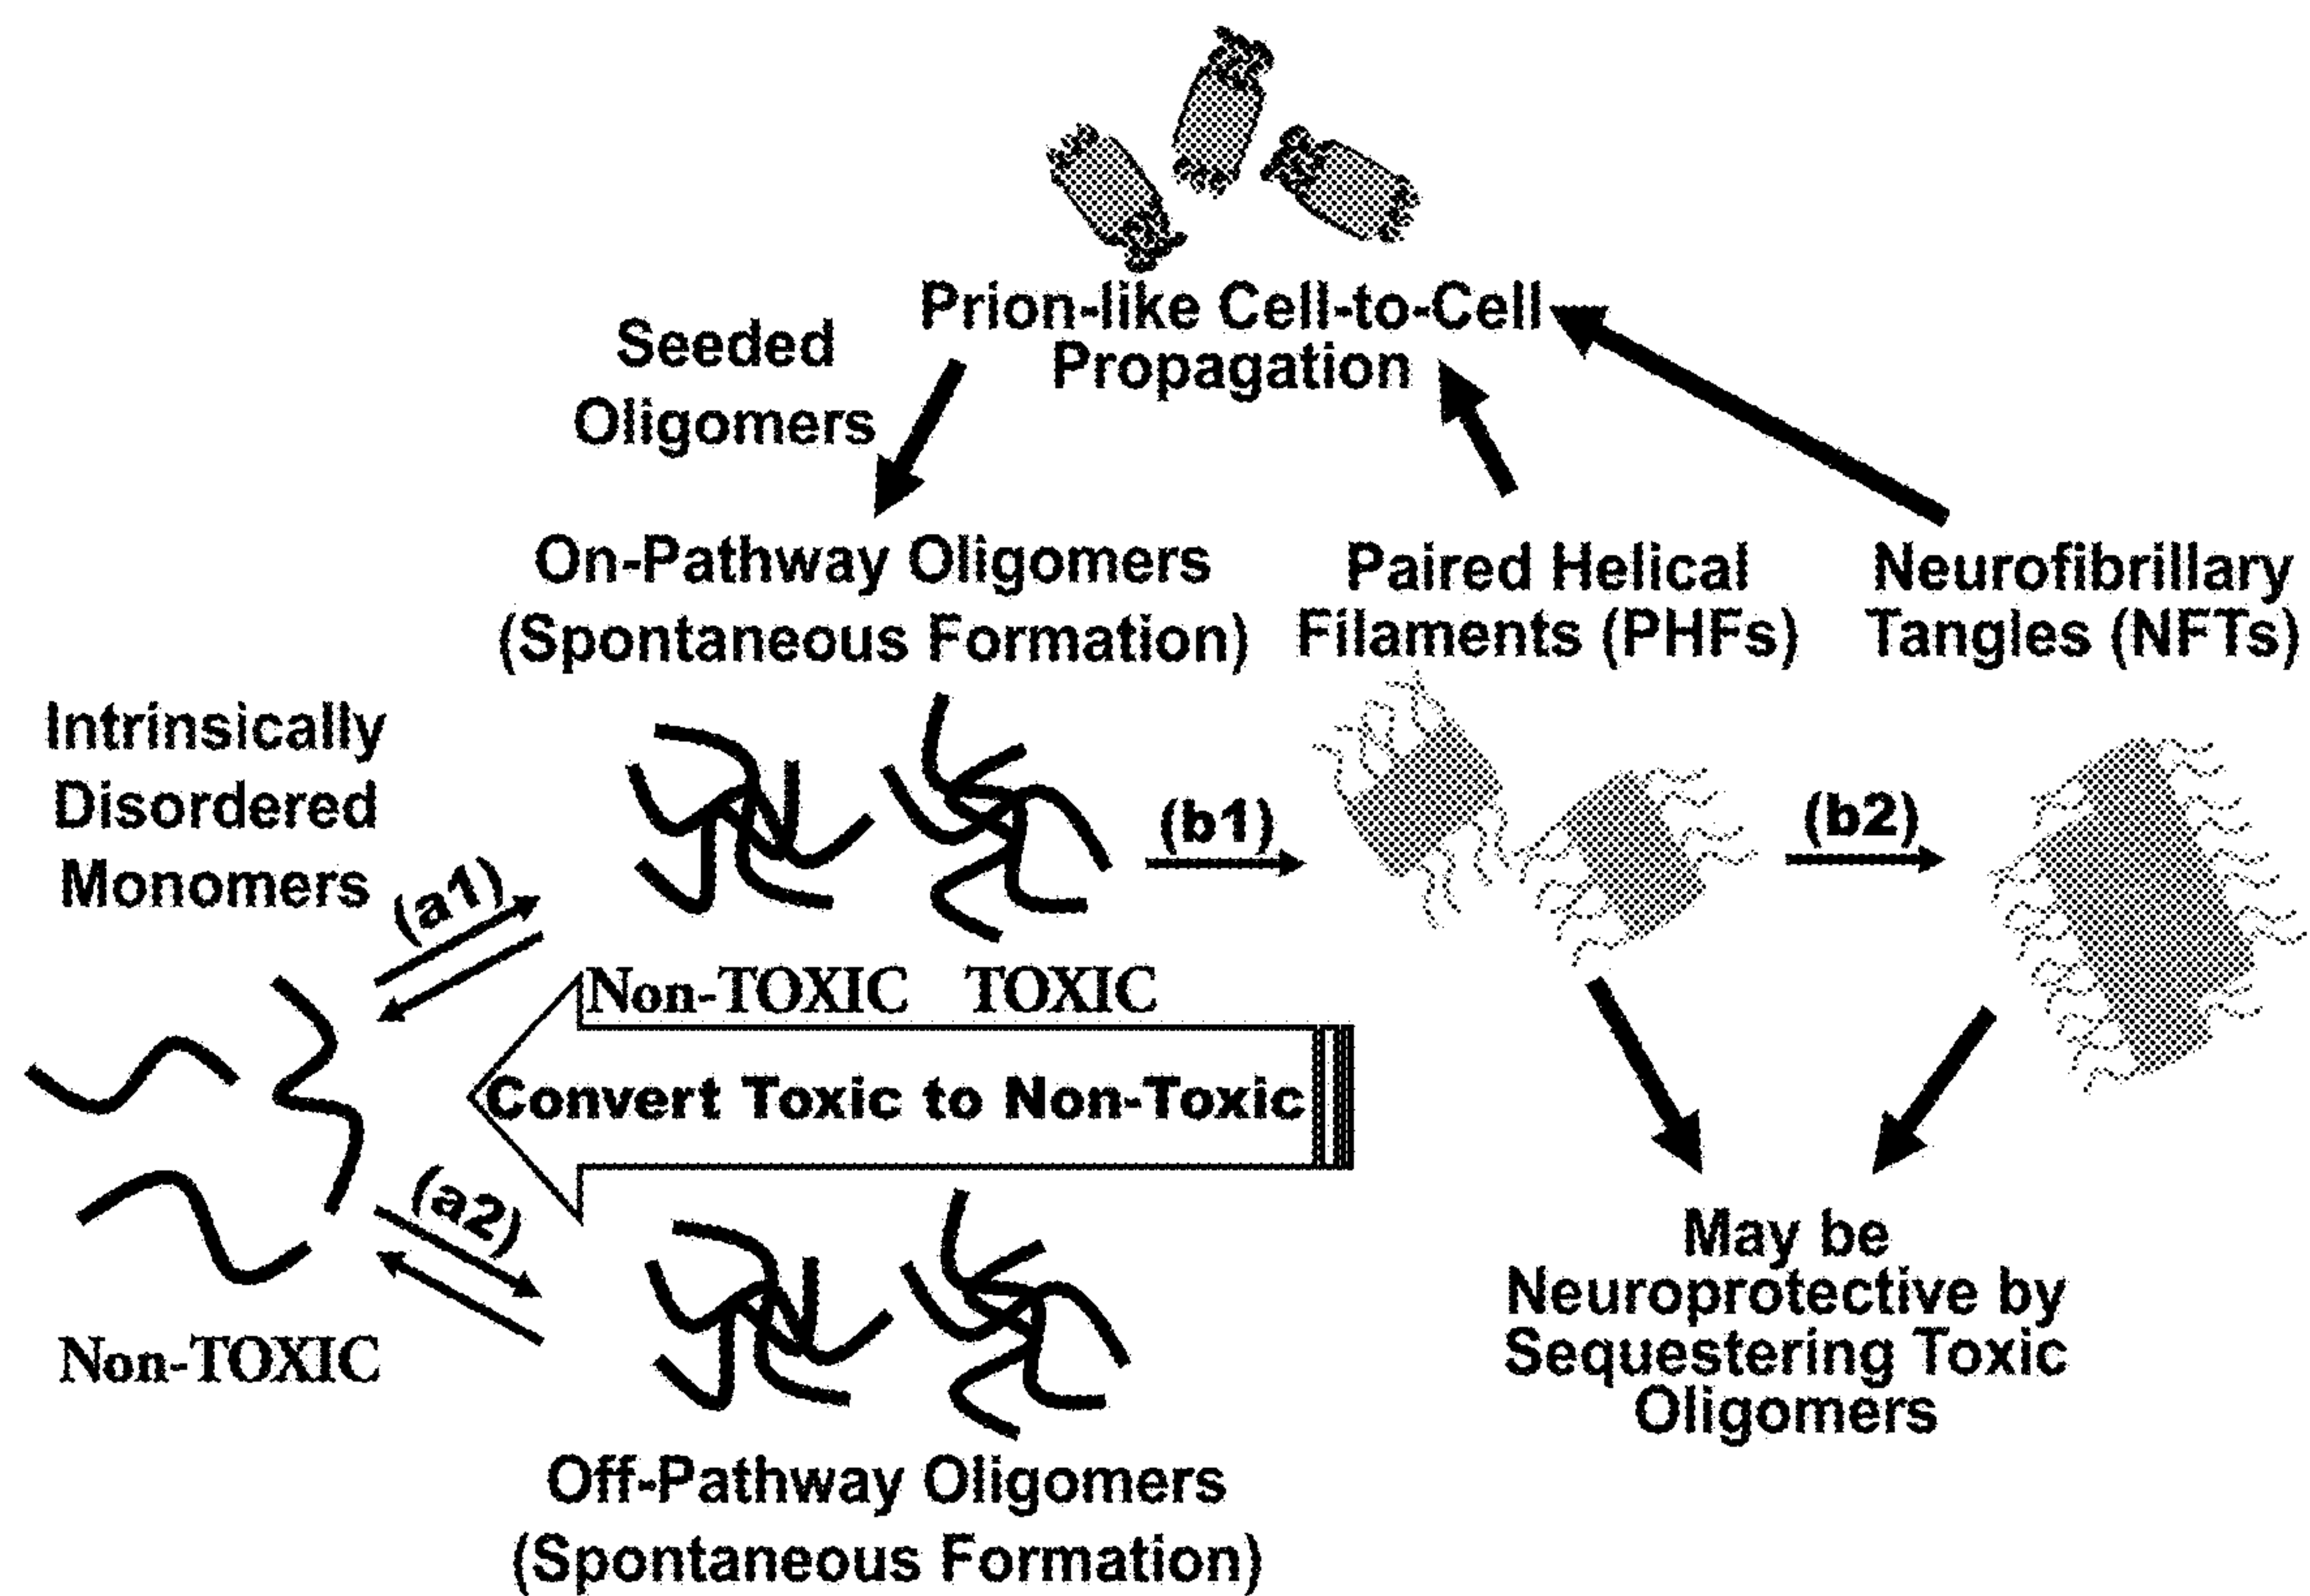 Prion-like Cell-to-Cell
Propagation
Seeded
Oligomers
On-Pathway Oligomers
(Spontaneous Formation)
Paired Helical
Filaments (PHFs)
Neurofibrillary
Tangles (NFTs)
Intrinsically
Disordered
Monomers
(a1)
(b1)
(b2)
Non-TOXIC
TOXIC
Convert Toxic to Non-Toxic
(a2)
Non-TOXIC
May be
Neuroprotective by
Sequestering Toxic
Oligomers
Off-Pathway Oligomers
(Spontaneous Formation)